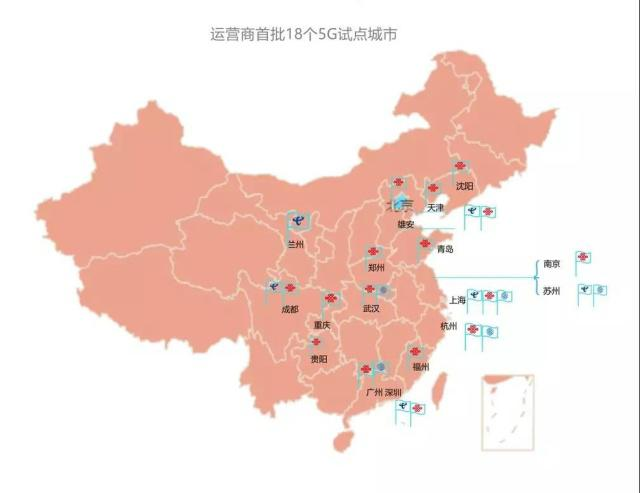 运营商首批18个5G试点城市
沈阳
北京
天津
雄安
兰州
青岛
郑州
南京
成都
重庆
武汉
上海
苏州
杭州
贵阳
福州
广州 深圳